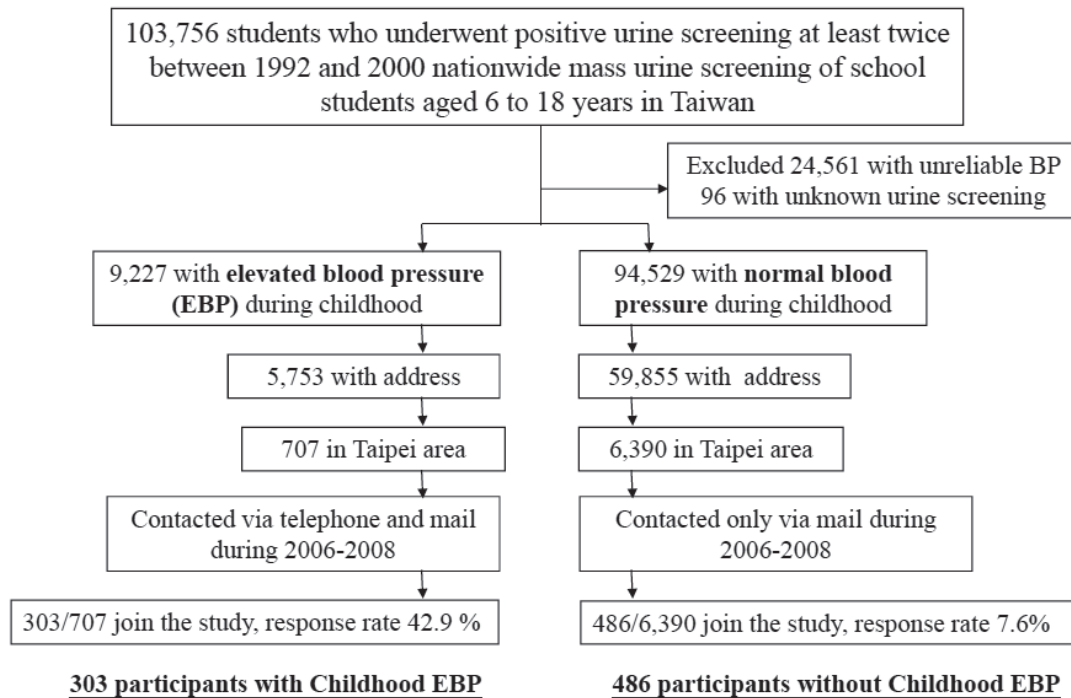 103,756 students who underwent positive urine screening at least twice
between 1992 and 2000 nationwide mass urine screening of school
students aged 6 to 18 years in Taiwan
Excluded 24,561 with unreliable BP
96 with unknown urine screening
9,227 with elevated blood pressure
(EBP) during childhood
94,529 with normal blood
pressure during childhood
5,753 with address
59,855 with address
707 in Taipei area
6,390 in Taipei area
Contacted via telephone and mail
during 2006-2008
Contacted only via mail during
2006-2008
303/707 join the study, response rate 42.9 %
486/6,390 join the study, response rate 7.6%
303 participants with Childhood EBP
486 participants without Childhood EBP